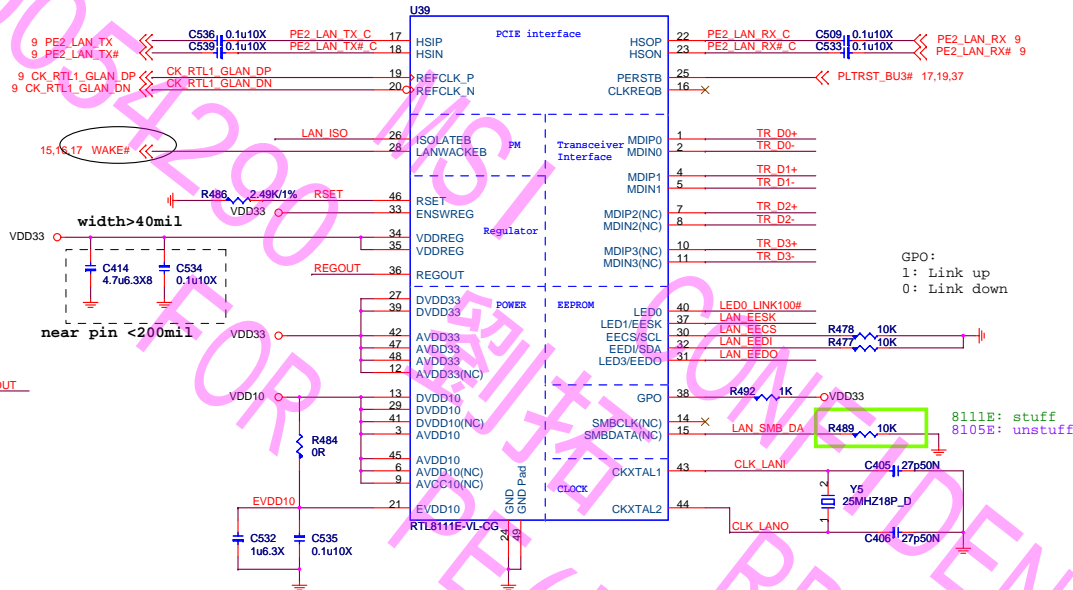 U39
PCIE interface
9 PE2_LAN_TX C536 0.1u10X PE2_LAN_TX_C 17 HSIP
9 PE2_LAN_TX# C539 0.1u10X PE2_LAN_TX#_C 18 HSIN
HSOP 22 PE2_LAN_RX_C C509 0.1u10X PE2_LAN_RX 9
HSON 23 PE2_LAN_RX#_C C533 0.1u10X PE2_LAN_RX# 9
9 CK_RTL1_GLAN_DP CK_RTL1_GLAN_DP 19 REFCLK_P
9 CK_RTL1_GLAN_DN CK_RTL1_GLAN_DN 20 REFCLK_N
PERSTB 25 PLTRST_BU3# 17,19,37
CLKREQB 16
LAN_ISO 26 ISOLATEB
15,16,17 WAKE# 28 LANWACKEB
PM
Transceiver
Interface
MDIP0 1 TR_D0+
MDIN0 2 TR_D0-
MDIP1 4 TR_D1+
MDIN1 5 TR_D1-
MDIP2(NC) 7 TR_D2+
MDIN2(NC) 8 TR_D2-
MDIP3(NC) 10 TR_D3+
MDIN3(NC) 11 TR_D3-
R486 2.49K/1% RSET 46 RSET
VDD33 33 ENSWREG
width>40mil
Regulator
VDD33 34 VDDREG
35 VDDREG
C414
4.7u6.3X8
C534
0.1u10X
near pin <200mil
REGOUT 36 REGOUT
GPO:
1: Link up
0: Link down
POWER
27 DVDD33
39 DVDD33
VDD33 42 AVDD33
47 AVDD33
48 AVDD33
12 AVDD33(NC)
EEPROM
LED0 40 LED0_LINK100#
LED1/EESK 37 LAN_EESK
EECS/SCL 30 LAN_EECS R478 10K
EEDI/SDA 32 LAN_EEDI R477 10K
LED3/EEDO 31 LAN_EEDO
OUT
VDD10 13 DVDD10
29 DVDD10
41 DVDD10(NC)
3 AVDD10
45 AVDD10
6 AVDD10(NC)
9 AVCC10(NC)
R484
0R
GPO 38 R492 1K VDD33
SMBCLK(NC) 14
SMBDATA(NC) 15 LAN_SMB_DA R489 10K
8111E: stuff
8105E: unstuff
CLOCK
CKXTAL1 43 CLK_LANI C405 27p50N
2
Y5
25MHZ18P_D
1
CKXTAL2 44 CLK_LANO C406 27p50N
EVDD10 21 EVDD10
C532
1u6.3X
C535
0.1u10X
GND 24
GND Pad 49
RTL8111E-VL-CG
0054290
MSI
CONFIDEN
FOR
劉拓